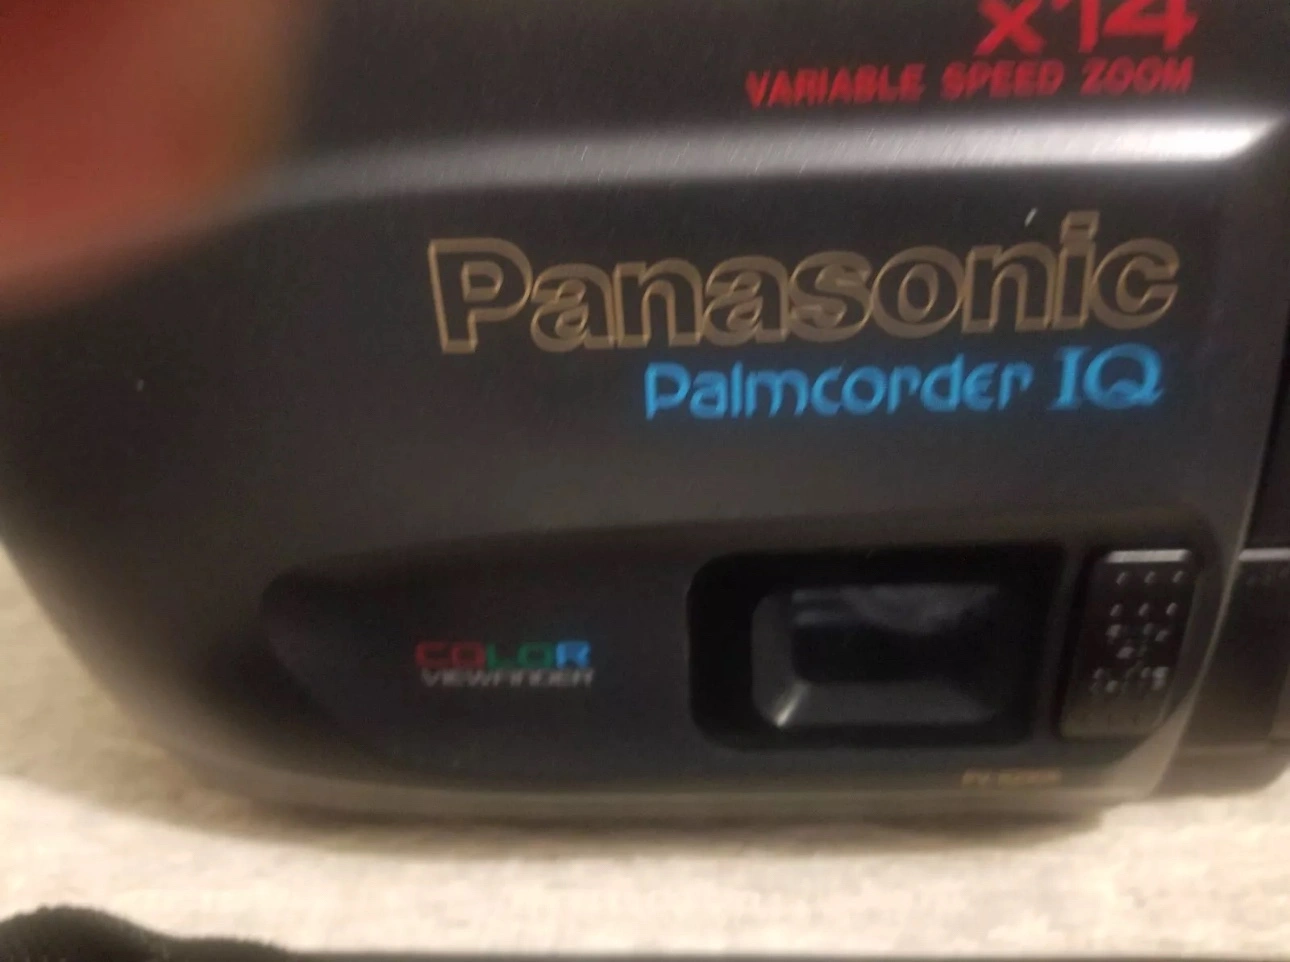 x14
VARIABLE SPEED ZOOM
Panasonic
Palmcorder IQ
COLOR
VIEWFINDER